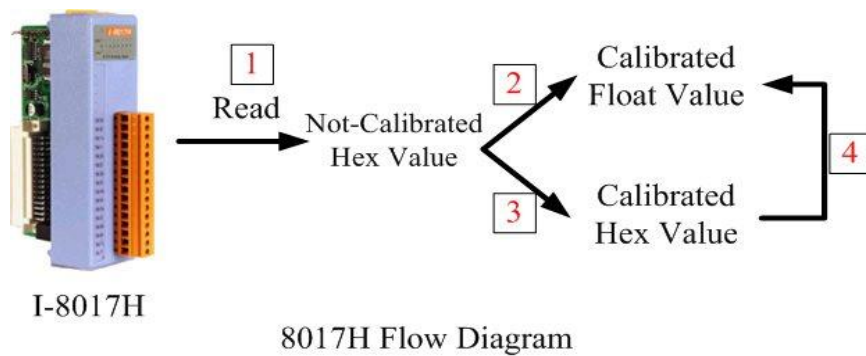 I-8017H
1
Read
Not-Calibrated
Hex Value
2
Calibrated
Float Value
3
Calibrated
Hex Value
4
I-8017H
8017H Flow Diagram